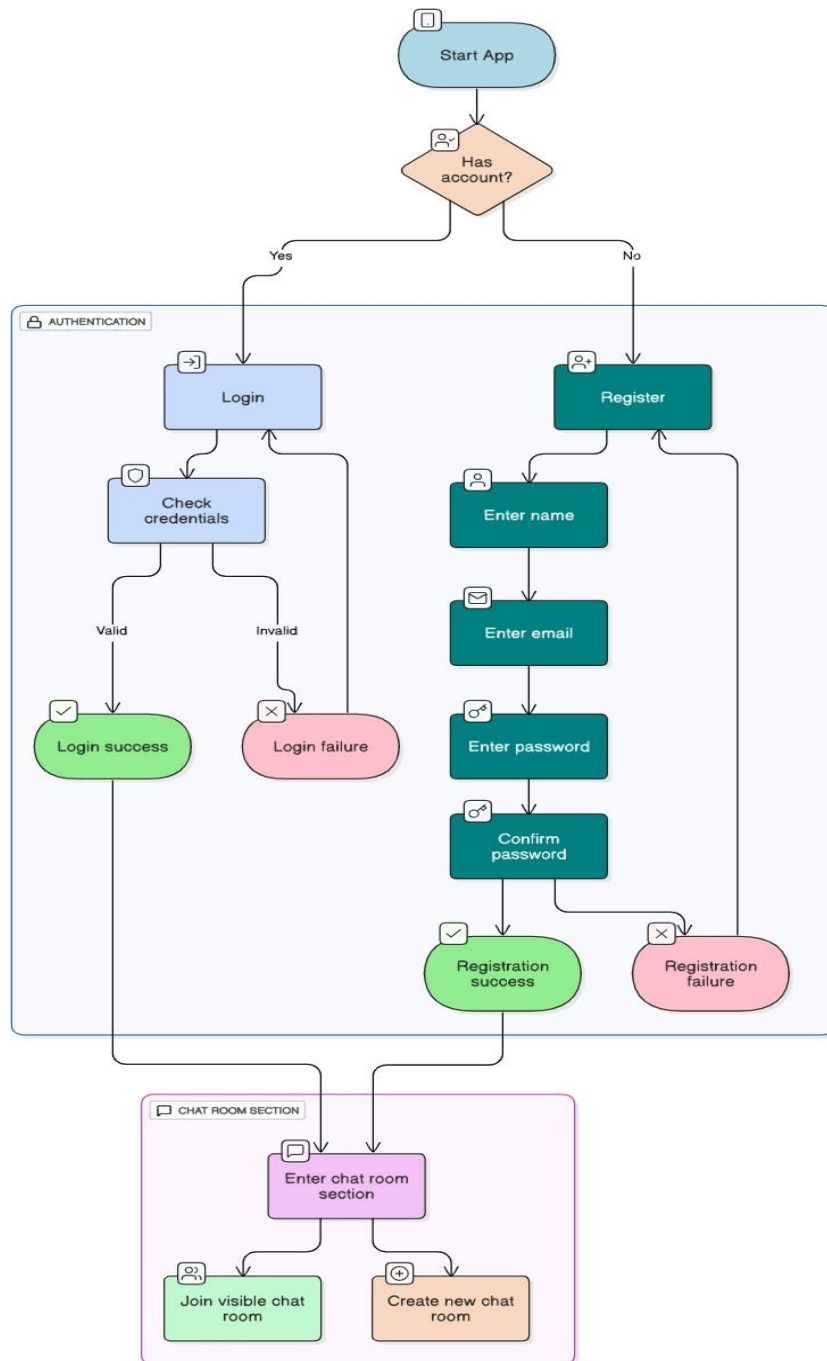 Start App
Has
account?
Yes
No
AUTHENTICATION
Login
Register
Check
credentials
Enter name
Valid
Invalid
Enter email
Login success
Login failure
Enter password
Confirm
password
Registration
success
Registration
failure
CHAT ROOM SECTION
Enter chat room
section
Join visible chat
room
Create new chat
room